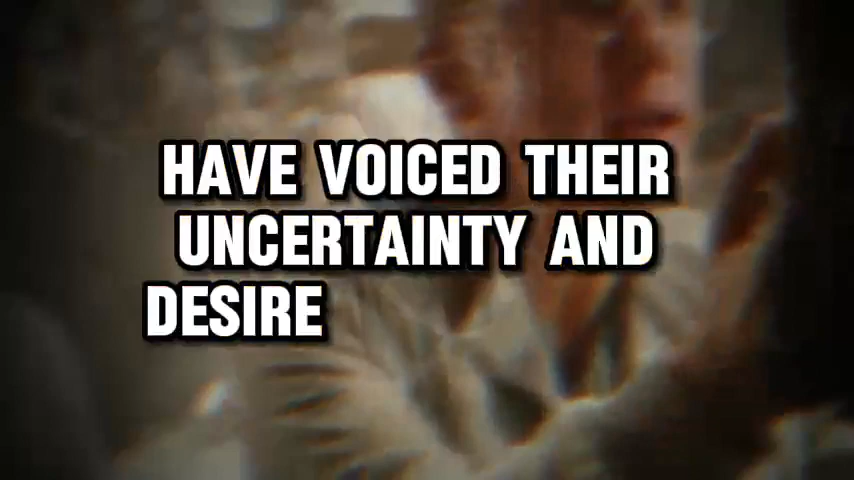 HAVE VOICED THEIR
UNCERTAINTY AND
DESIRE